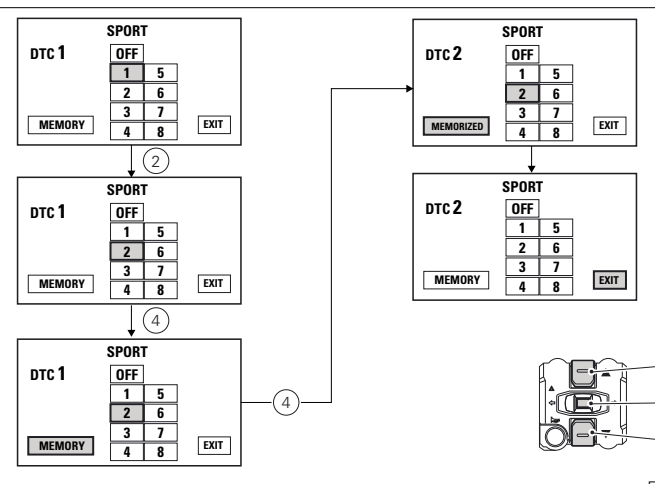 SPORT
DTC 1
OFF
1 5
2 6
3 7
4 8
MEMORY
EXIT
2
SPORT
DTC 1
OFF
1 5
2 6
3 7
4 8
MEMORY
EXIT
4
SPORT
DTC 1
OFF
1 5
2 6
3 7
4 8
MEMORY
EXIT
4
SPORT
DTC 2
OFF
1 5
2 6
3 7
4 8
MEMORIZED
EXIT
SPORT
DTC 2
OFF
1 5
2 6
3 7
4 8
MEMORY
EXIT